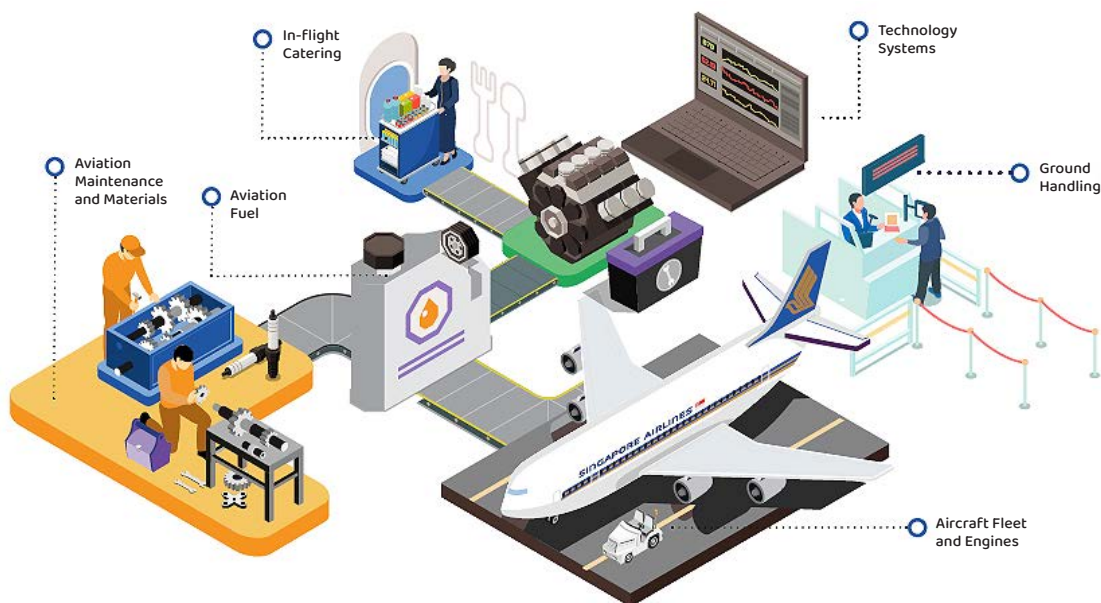 In-flight
Catering
Technology
Systems
Aviation
Maintenance
and Materials
Aviation
Fuel
Ground
Handling
SINGAPORE AIRLINES
Aircraft Fleet
and Engines